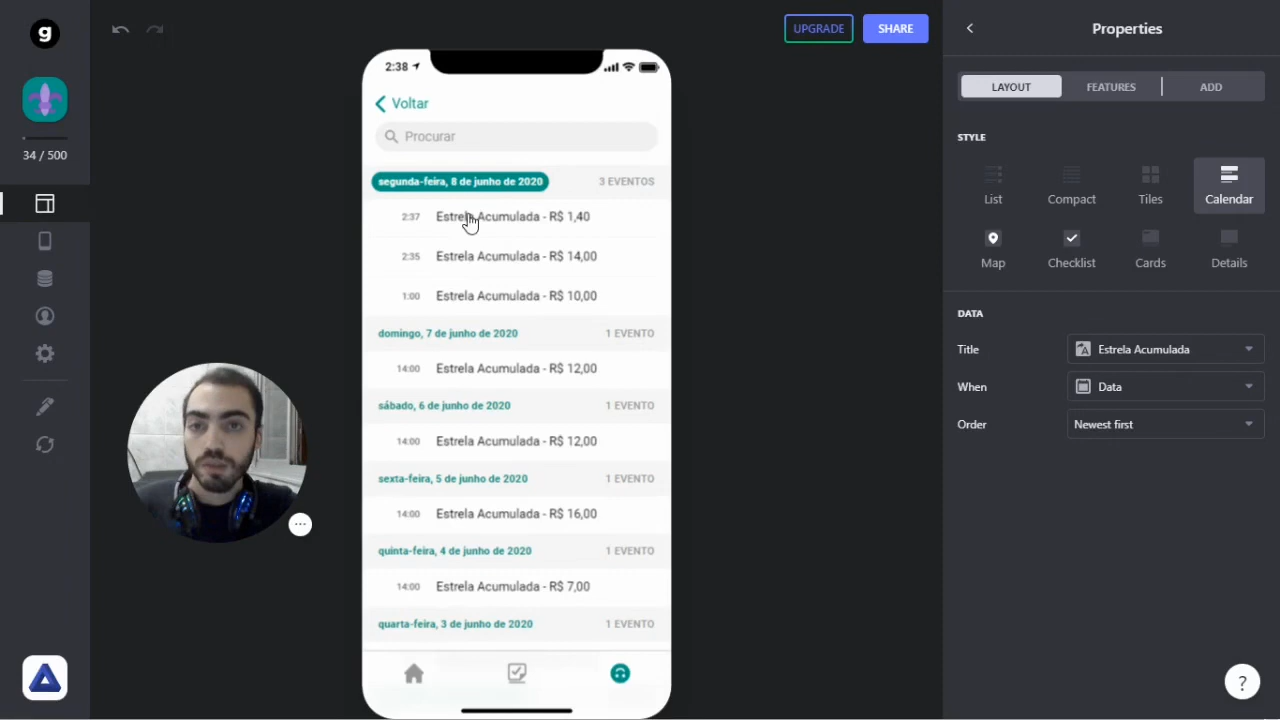 g
UPGRADE
SHARE
Properties
34 / 500
2:38
Voltar
Procurar
segunda-feira, 8 de junho de 2020
3 EVENTOS
2:37
Estrela Acumulada - R$ 1,40
2:35
Estrela Acumulada - R$ 14,00
1:00
Estrela Acumulada - R$ 10,00
domingo, 7 de junho de 2020
1 EVENTO
14:00
Estrela Acumulada - R$ 12,00
sábado, 6 de junho de 2020
1 EVENTO
14:00
Estrela Acumulada - R$ 12,00
sexta-feira, 5 de junho de 2020
1 EVENTO
14:00
Estrela Acumulada - R$ 16,00
quinta-feira, 4 de junho de 2020
1 EVENTO
14:00
Estrela Acumulada - R$ 7,00
quarta-feira, 3 de junho de 2020
1 EVENTO
LAYOUT
FEATURES
ADD
STYLE
List
Compact
Tiles
Calendar
Map
Checklist
Cards
Details
DATA
Title
Estrela Acumulada
When
Data
Order
Newest first
?